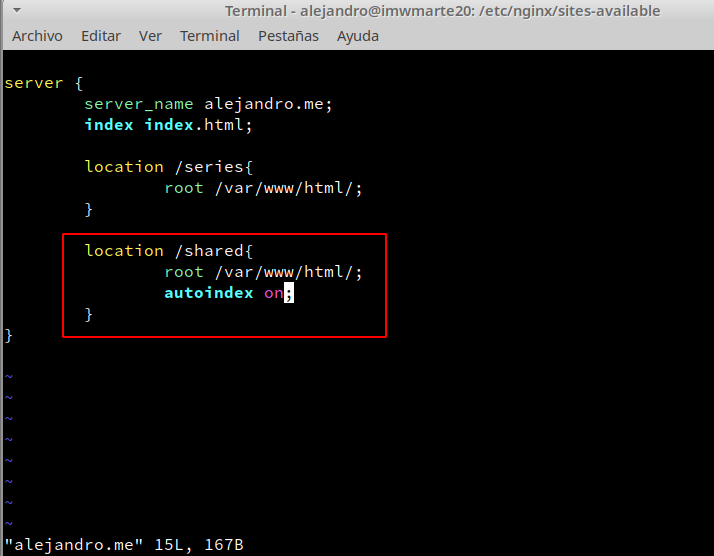 Terminal - alejandro@imwmarte20: /etc/nginx/sites-available
Archivo Editar Ver Terminal Pestañas Ayuda
server {
        server_name alejandro.me;
        index index.html;
        location /series{
                root /var/www/html/;
        }
        location /shared{
                root /var/www/html/;
                autoindex on;
        }
}
~
~
~
~
~
~
~
~
"alejandro.me" 15L, 167B